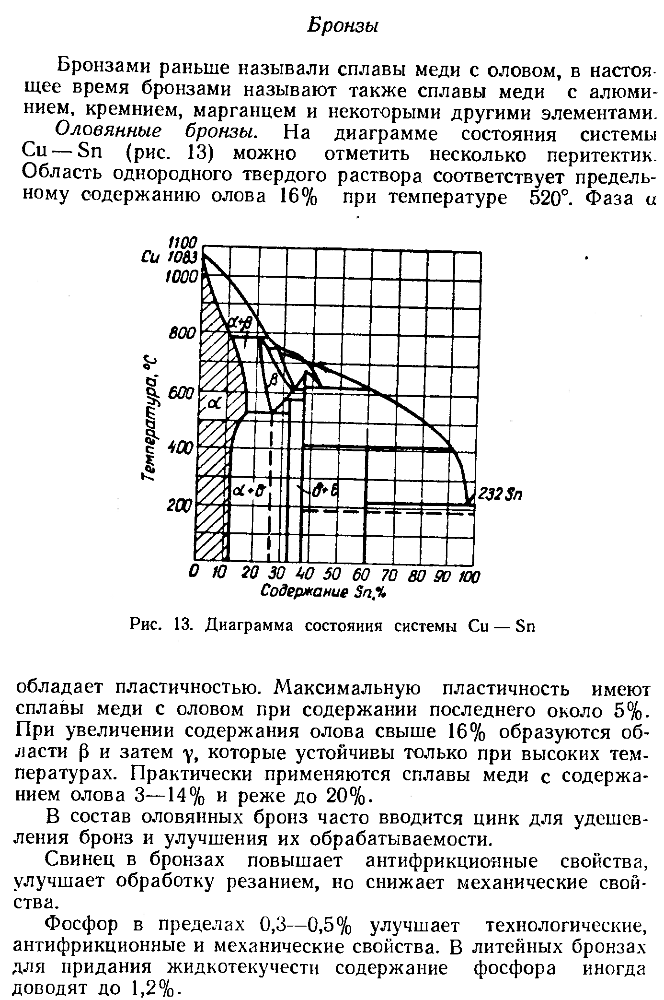 Бронзы
Бронзами раньше называли сплавы меди с оловом, в настоя-
щее время бронзами называют также сплавы меди с алюми-
нием, кремнием, марганцем и некоторыми другими элементами.
Оловянные бронзы. На диаграмме состояния системы
Cu — Sn (рис. 13) можно отметить несколько перитектик.
Область однородного твердого раствора соответствует предель-
ному содержанию олова 16% при температуре 520°. Фаза α
1100
Cu 1083
1000
800
600
400
200
Температура, °C
α+β
β
α
α+δ
δ+ε
232 Sn
0 10 20 30 40 50 60 70 80 90 100
Содержание Sn,%
Рис. 13. Диаграмма состояния системы Cu — Sn
обладает пластичностью. Максимальную пластичность имеют
сплавы меди с оловом при содержании последнего около 5%.
При увеличении содержания олова свыше 16% образуются об-
ласти β и затем γ, которые устойчивы только при высоких тем-
пературах. Практически применяются сплавы меди с содержа-
нием олова 3—14% и реже до 20%.
В состав оловянных бронз часто вводится цинк для удешев-
ления бронз и улучшения их обрабатываемости.
Свинец в бронзах повышает антифрикционные свойства,
улучшает обработку резанием, но снижает механические свой-
ства.
Фосфор в пределах 0,3—0,5% улучшает технологические,
антифрикционные и механические свойства. В литейных бронзах
для придания жидкотекучести содержание фосфора иногда
доводят до 1,2%.